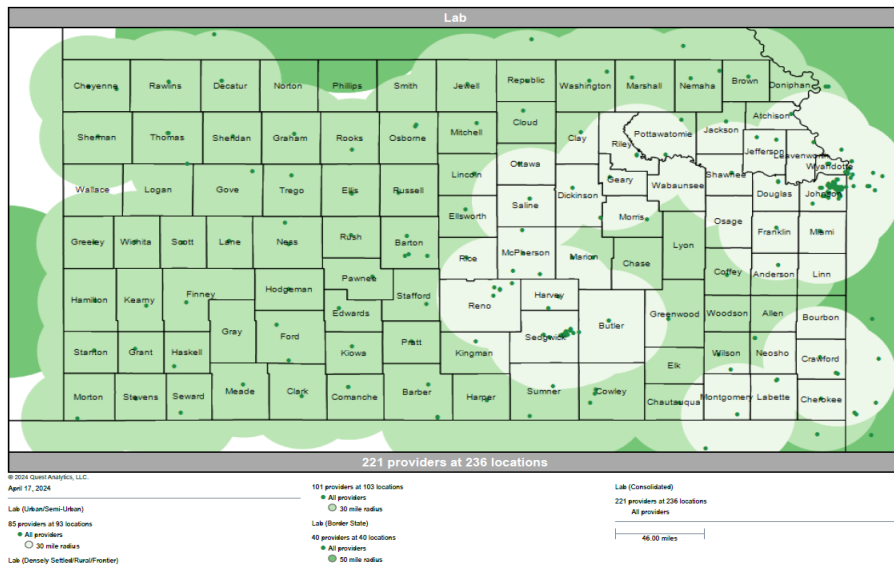 Lab
Cheyenne Rawlins Decatur Norton Phillips Smith Jewell Republic Washington Marshall Nemaha Brown Doniphan
Sherman Thomas Sheridan Graham Rooks Osborne Mitchell Cloud Clay Riley Pottawatomie Jackson Atchison
Jefferson Leavenworth Wyandotte
Wallace Logan Gove Trego Ellis Russell Lincoln Ottawa Geary Wabaunsee Shawnee Douglas Johnson
Saline Dickinson
Ellsworth Morris Osage
Greeley Wichita Scott Lane Ness Rush Barton Rice McPherson Marion Chase Lyon Franklin Miami
Coffey Anderson Linn
Hamilton Kearny Finney Hodgeman Pawnee Stafford Reno Harvey
Gray Ford Edwards Sedgwick Butler Greenwood Woodson Allen Bourbon
Stanton Grant Haskell Kiowa Pratt Kingman Elk Wilson Neosho Crawford
Morton Stevens Seward Meade Clark Comanche Barber Harper Sumner Cowley Chautauqua Montgomery Labette Cherokee
221 providers at 236 locations
© 2024 Quest Analytics, LLC.
April 17, 2024
Lab (Urban/Semi-Urban)
85 providers at 93 locations
All providers
30 mile radius
Lab (Densely Settled/Rural/Frontier)
101 providers at 103 locations
All providers
30 mile radius
Lab (Border State)
40 providers at 40 locations
All providers
50 mile radius
Lab (Consolidated)
221 providers at 236 locations
All providers
46.00 miles